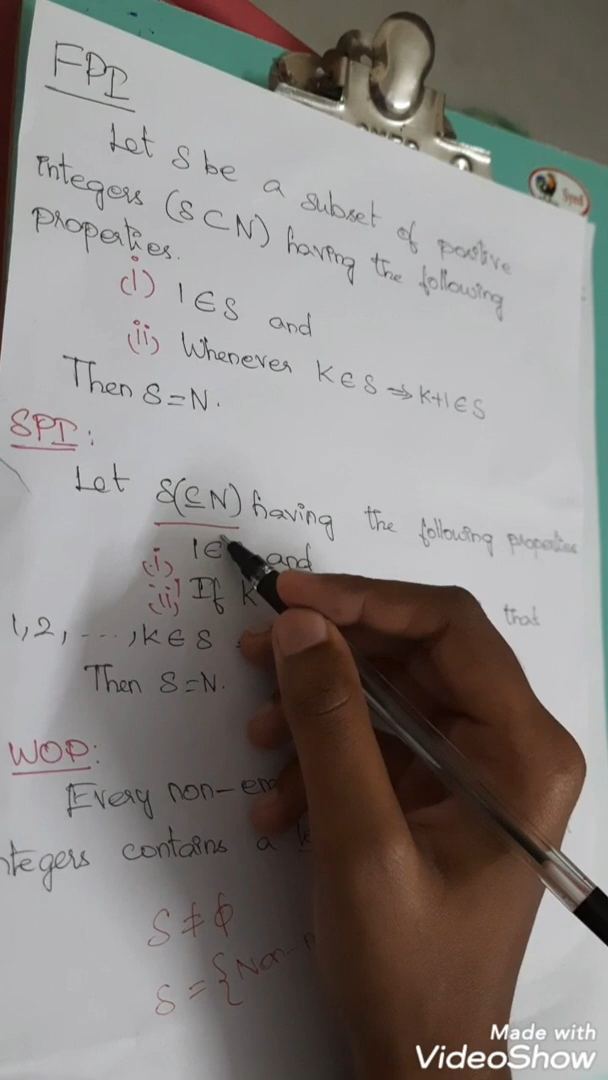 FPI
Let S be a subset of positive
integers (S⊂N) having the following
properties.
(i) 1∈S and
(ii) Whenever K∈S ⇒ K+1∈S
Then S=N.
SPI:
Let S(⊆N) having the following properties
(i) 1∈ and
(ii) If K that
1,2,...,K∈S
Then S=N.
WOP:
Every non-em
ntegers contains a
S≠ϕ
S={Non-n
Made with
VideoShow